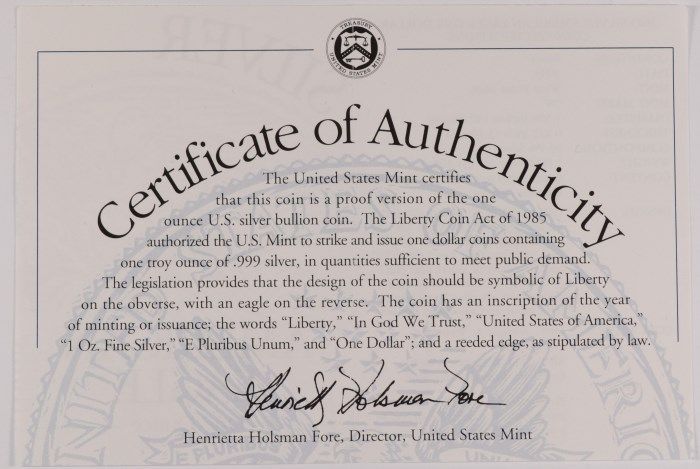 TREASURY
UNITED STATES MINT
Certificate of Authenticity
The United States Mint certifies
that this coin is a proof version of the one
ounce U.S. silver bullion coin. The Liberty Coin Act of 1985
authorized the U.S. Mint to strike and issue one dollar coins containing
one troy ounce of .999 silver, in quantities sufficient to meet public demand.
The legislation provides that the design of the coin should be symbolic of Liberty
on the obverse, with an eagle on the reverse. The coin has an inscription of the year
of minting or issuance; the words “Liberty,” “In God We Trust,” “United States of America,”
“1 Oz. Fine Silver,” “E Pluribus Unum,” and “One Dollar”; and a reeded edge, as stipulated by law.
Henrietta Holsman Fore
Henrietta Holsman Fore, Director, United States Mint